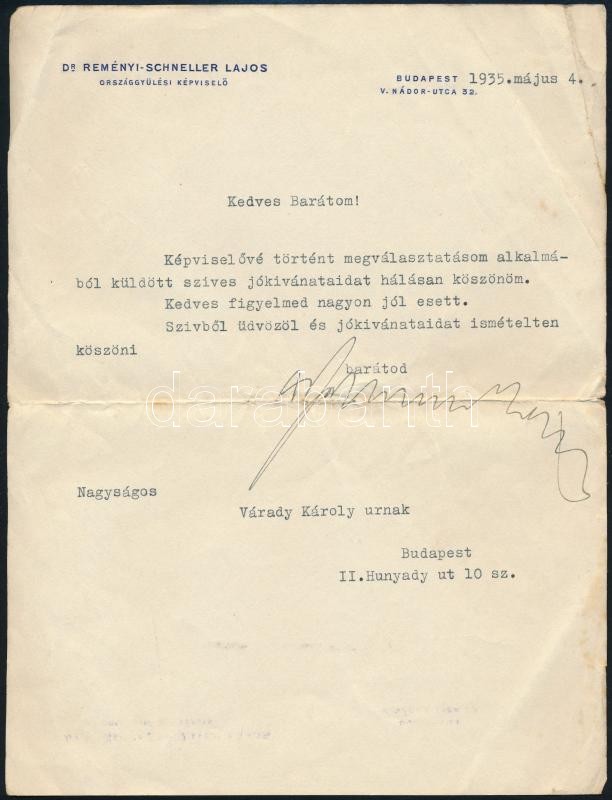 Dr REMÉNYI-SCHNELLER LAJOS
ORSZÁGGYÜLÉSI KÉPVISELŐ
BUDAPEST 1935.május 4.
V. NÁDOR-UTCA 32.
Kedves Barátom!
Képviselővé történt megválasztatásom alkalmá-
ból küldött szives jókivánataidat hálásan köszönöm.
Kedves figyelmed nagyon jól esett.
Szivből üdvözöl és jókivánataidat ismételten
köszöni
barátod
darabanth
Nagyságos
Várady Károly urnak
Budapest
II.Hunyady ut 10 sz.